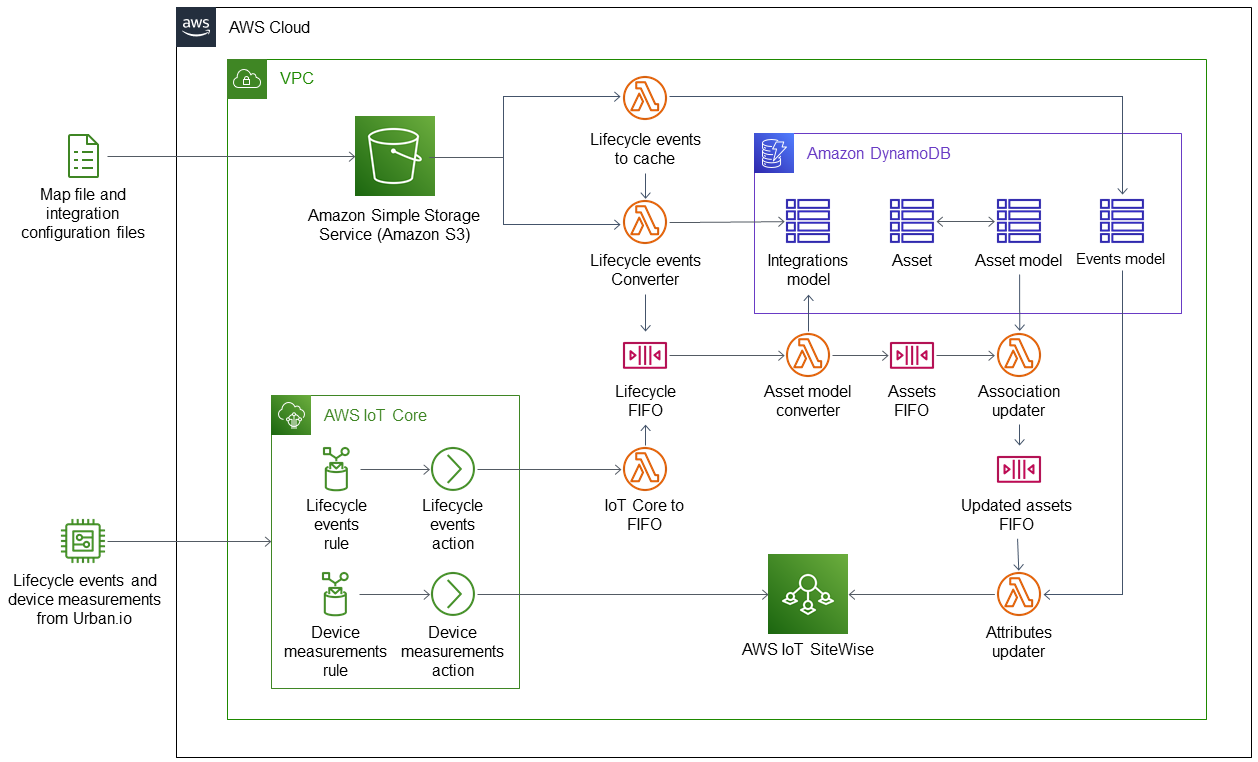 aws
AWS Cloud
VPC
Map file and
integration
configuration files
Amazon Simple Storage
Service (Amazon S3)
Lifecycle events
to cache
Lifecycle events
Converter
Amazon DynamoDB
Integrations
model
Asset
Asset model
Events model
Lifecycle
FIFO
Asset model
converter
Assets
FIFO
Association
updater
AWS IoT Core
Lifecycle
events
rule
Lifecycle
events
action
IoT Core to
FIFO
Updated assets
FIFO
Lifecycle events and
device measurements
from Urban.io
Device
measurements
rule
Device
measurements
action
AWS IoT SiteWise
Attributes
updater